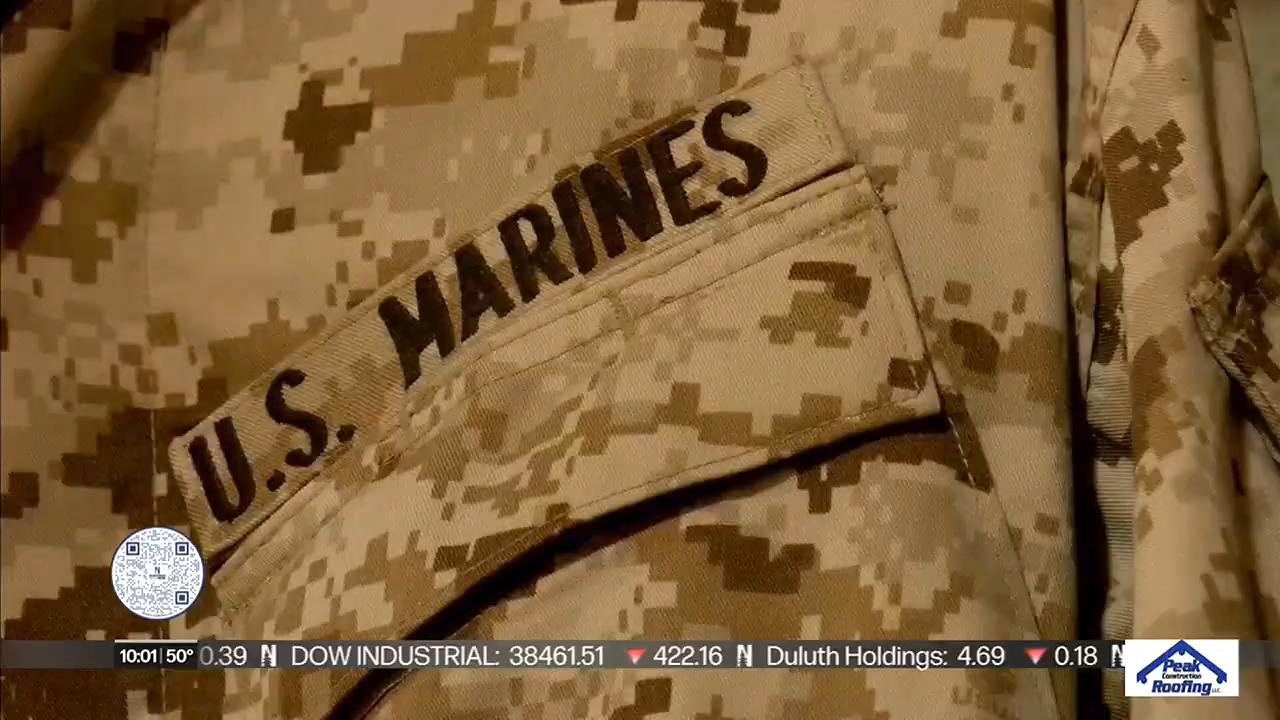 U.S. MARINES
10:01 50° 0.39 N DOW INDUSTRIAL: 38461.51 422.16 N Duluth Holdings: 4.69 0.18 N
Peak
Construction
Roofing LLC